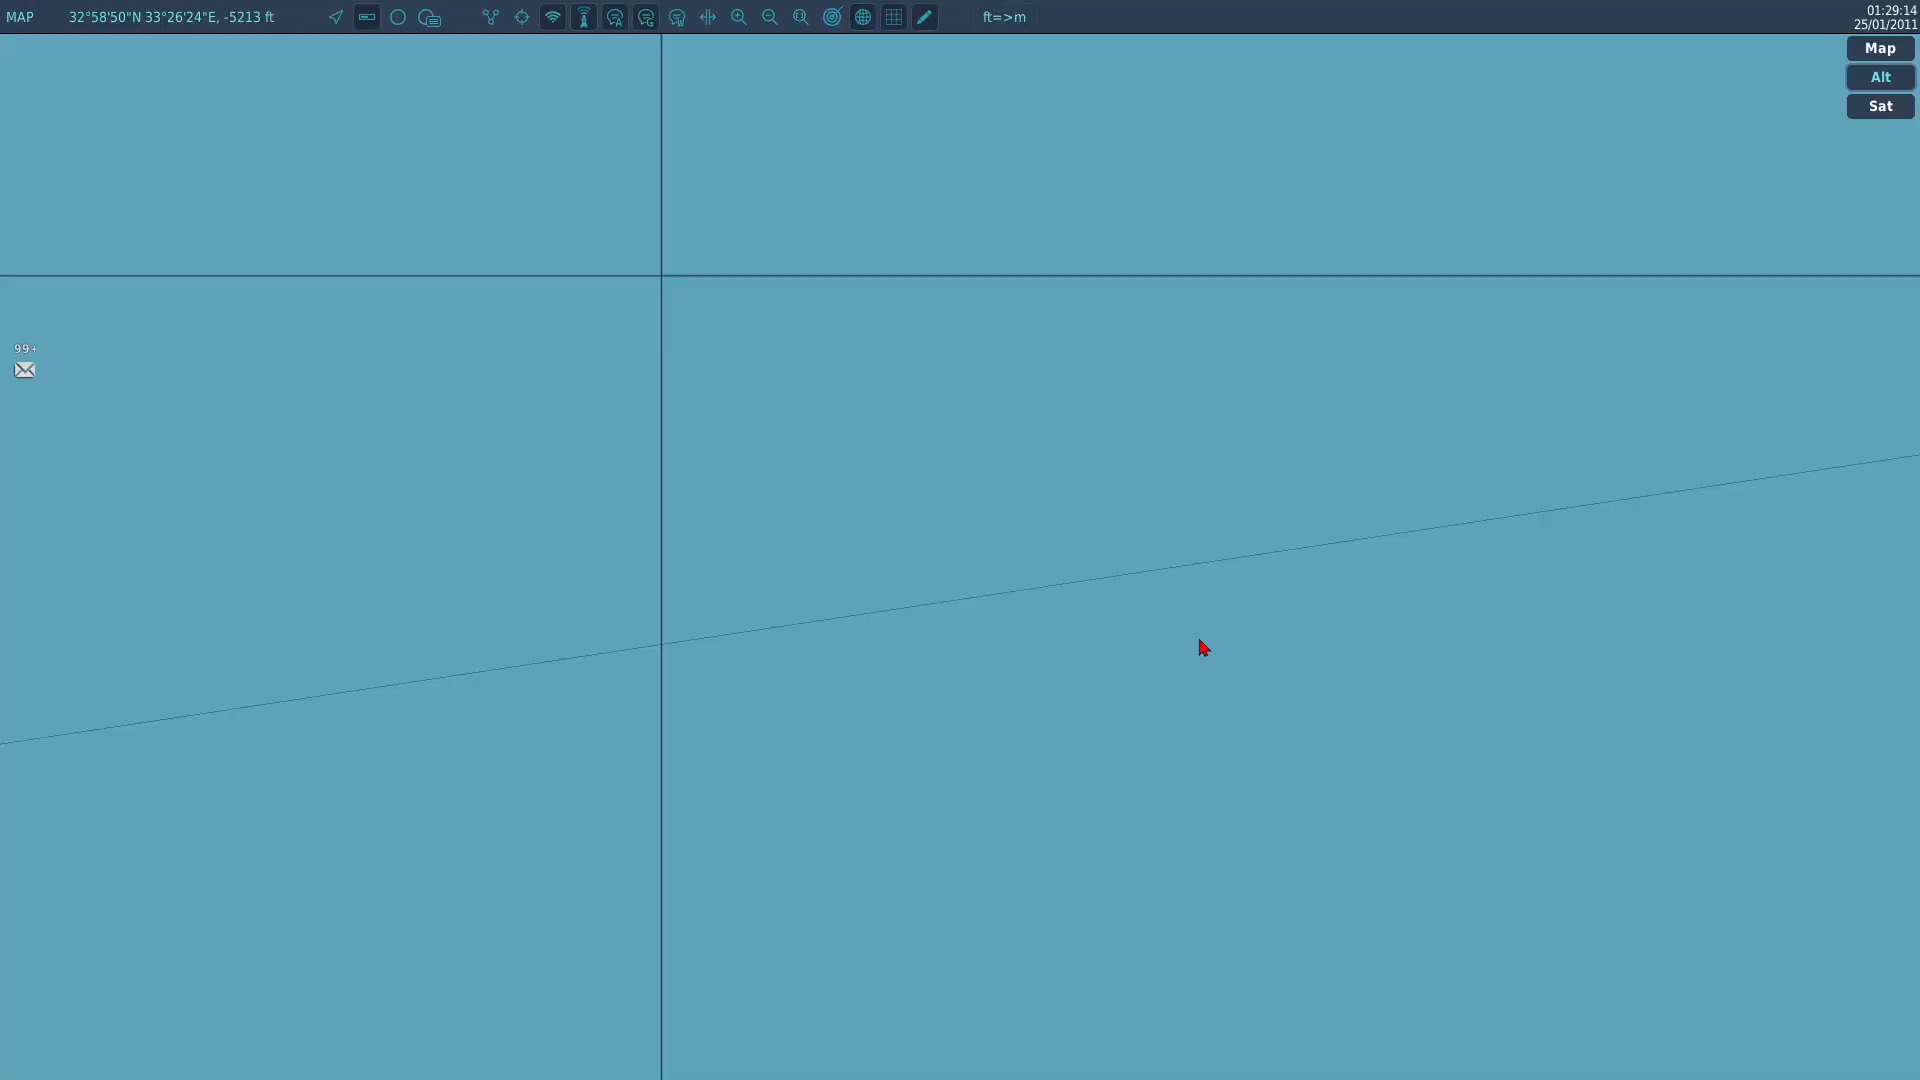 MAP 32°58'50"N 33°26'24"E, -5213 ft ft=>m 01:29:14
25/01/2011
Map
Alt
Sat
99+